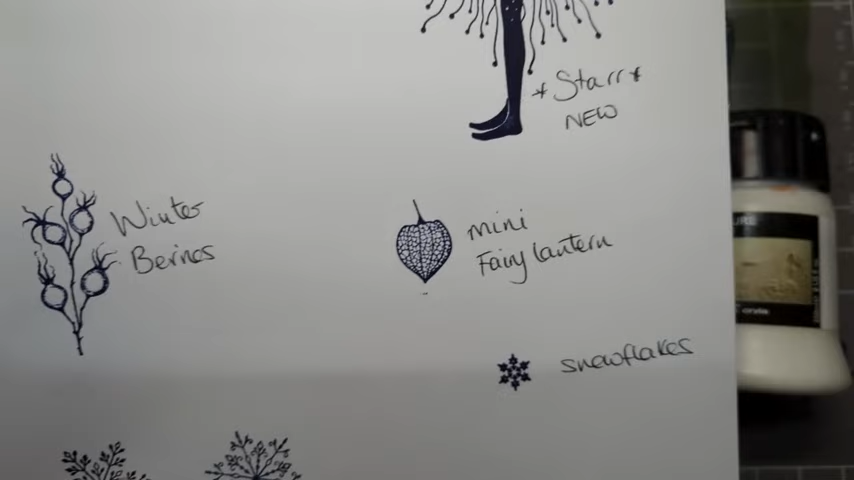 *Starr*
NEW
Winter
Berries
mini
Fairy lantern
snowflakes